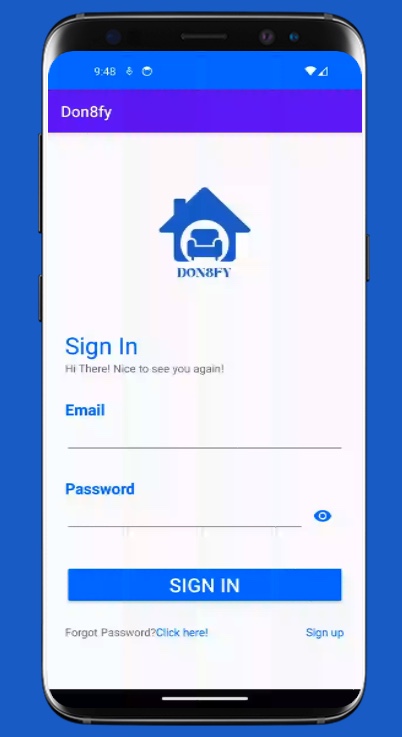 9:48
Don8fy
DON8FY
Sign In
Hi There! Nice to see you again!
Email
Password
SIGN IN
Forgot Password?Click here!
Sign up